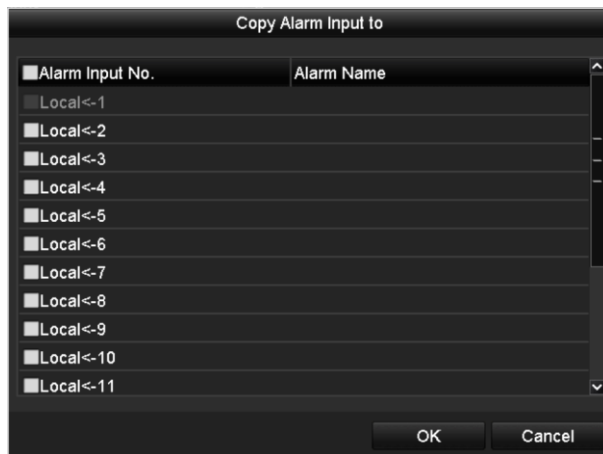 Copy Alarm Input to
Alarm Input No. Alarm Name
Local<-1
Local<-2
Local<-3
Local<-4
Local<-5
Local<-6
Local<-7
Local<-8
Local<-9
Local<-10
Local<-11
OK Cancel